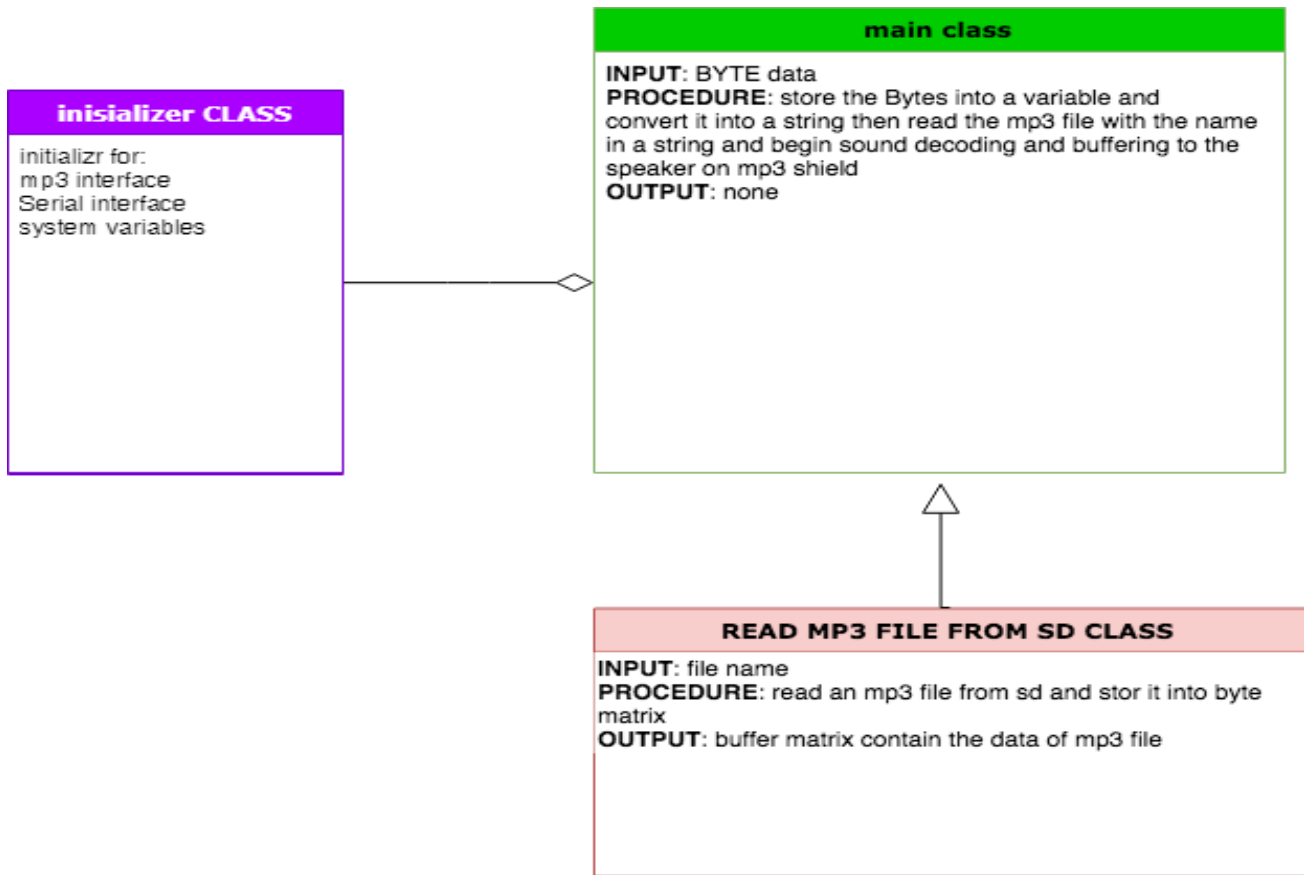 main class
INPUT: BYTE data
PROCEDURE: store the Bytes into a variable and
convert it into a string then read the mp3 file with the name
in a string and begin sound decoding and buffering to the
speaker on mp3 shield
OUTPUT: none
inisializer CLASS
initializr for:
mp3 interface
Serial interface
system variables
READ MP3 FILE FROM SD CLASS
INPUT: file name
PROCEDURE: read an mp3 file from sd and stor it into byte
matrix
OUTPUT: buffer matrix contain the data of mp3 file